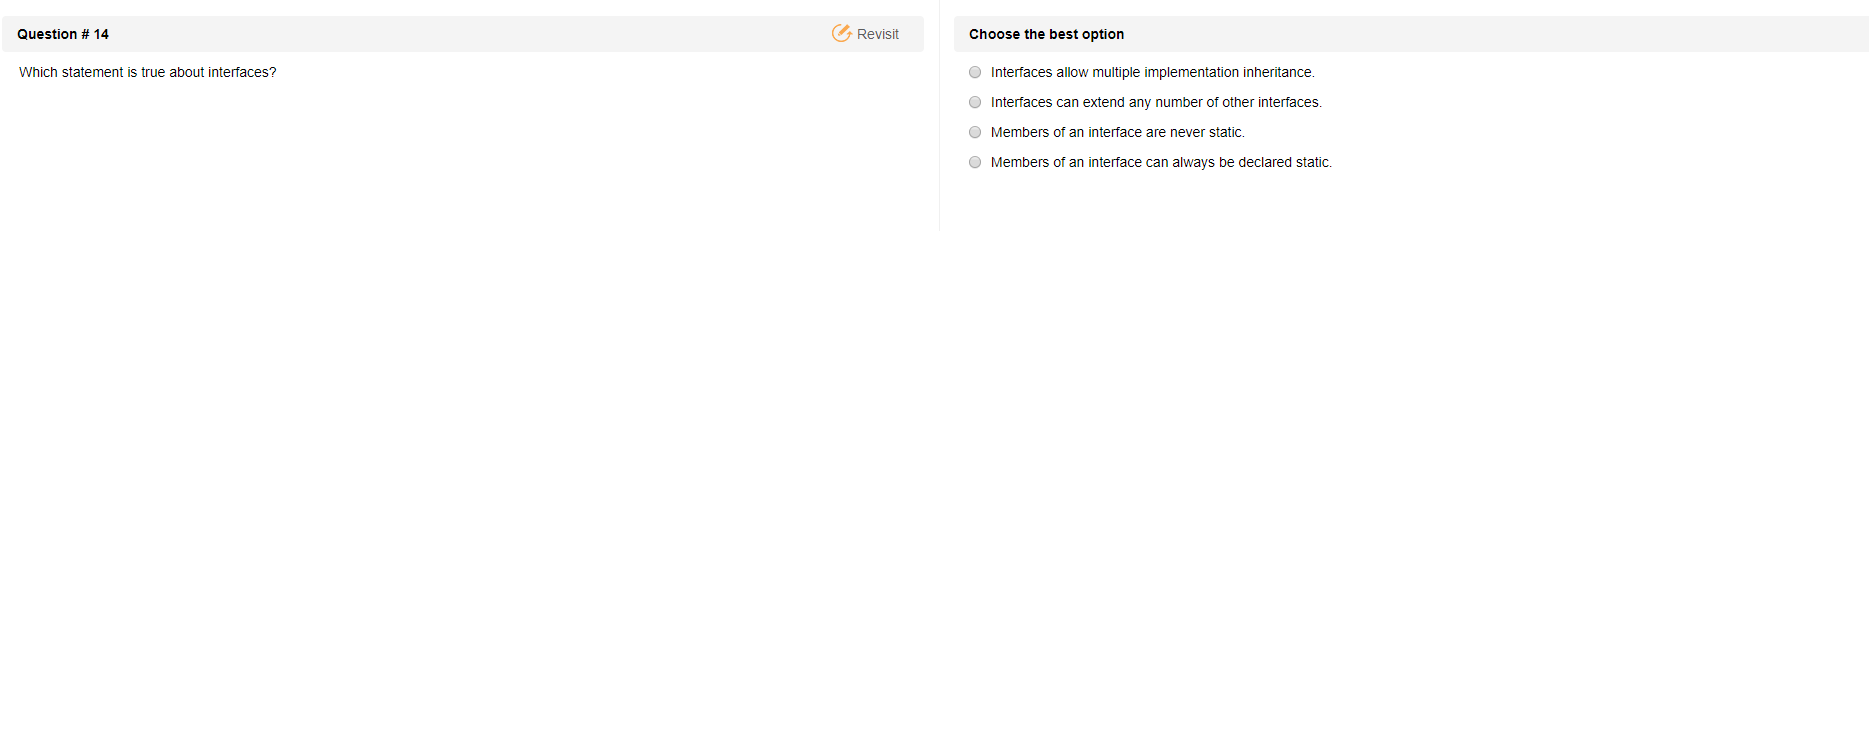 Question # 14
Revisit
Which statement is true about interfaces?
Choose the best option
Interfaces allow multiple implementation inheritance.
Interfaces can extend any number of other interfaces.
Members of an interface are never static.
Members of an interface can always be declared static.